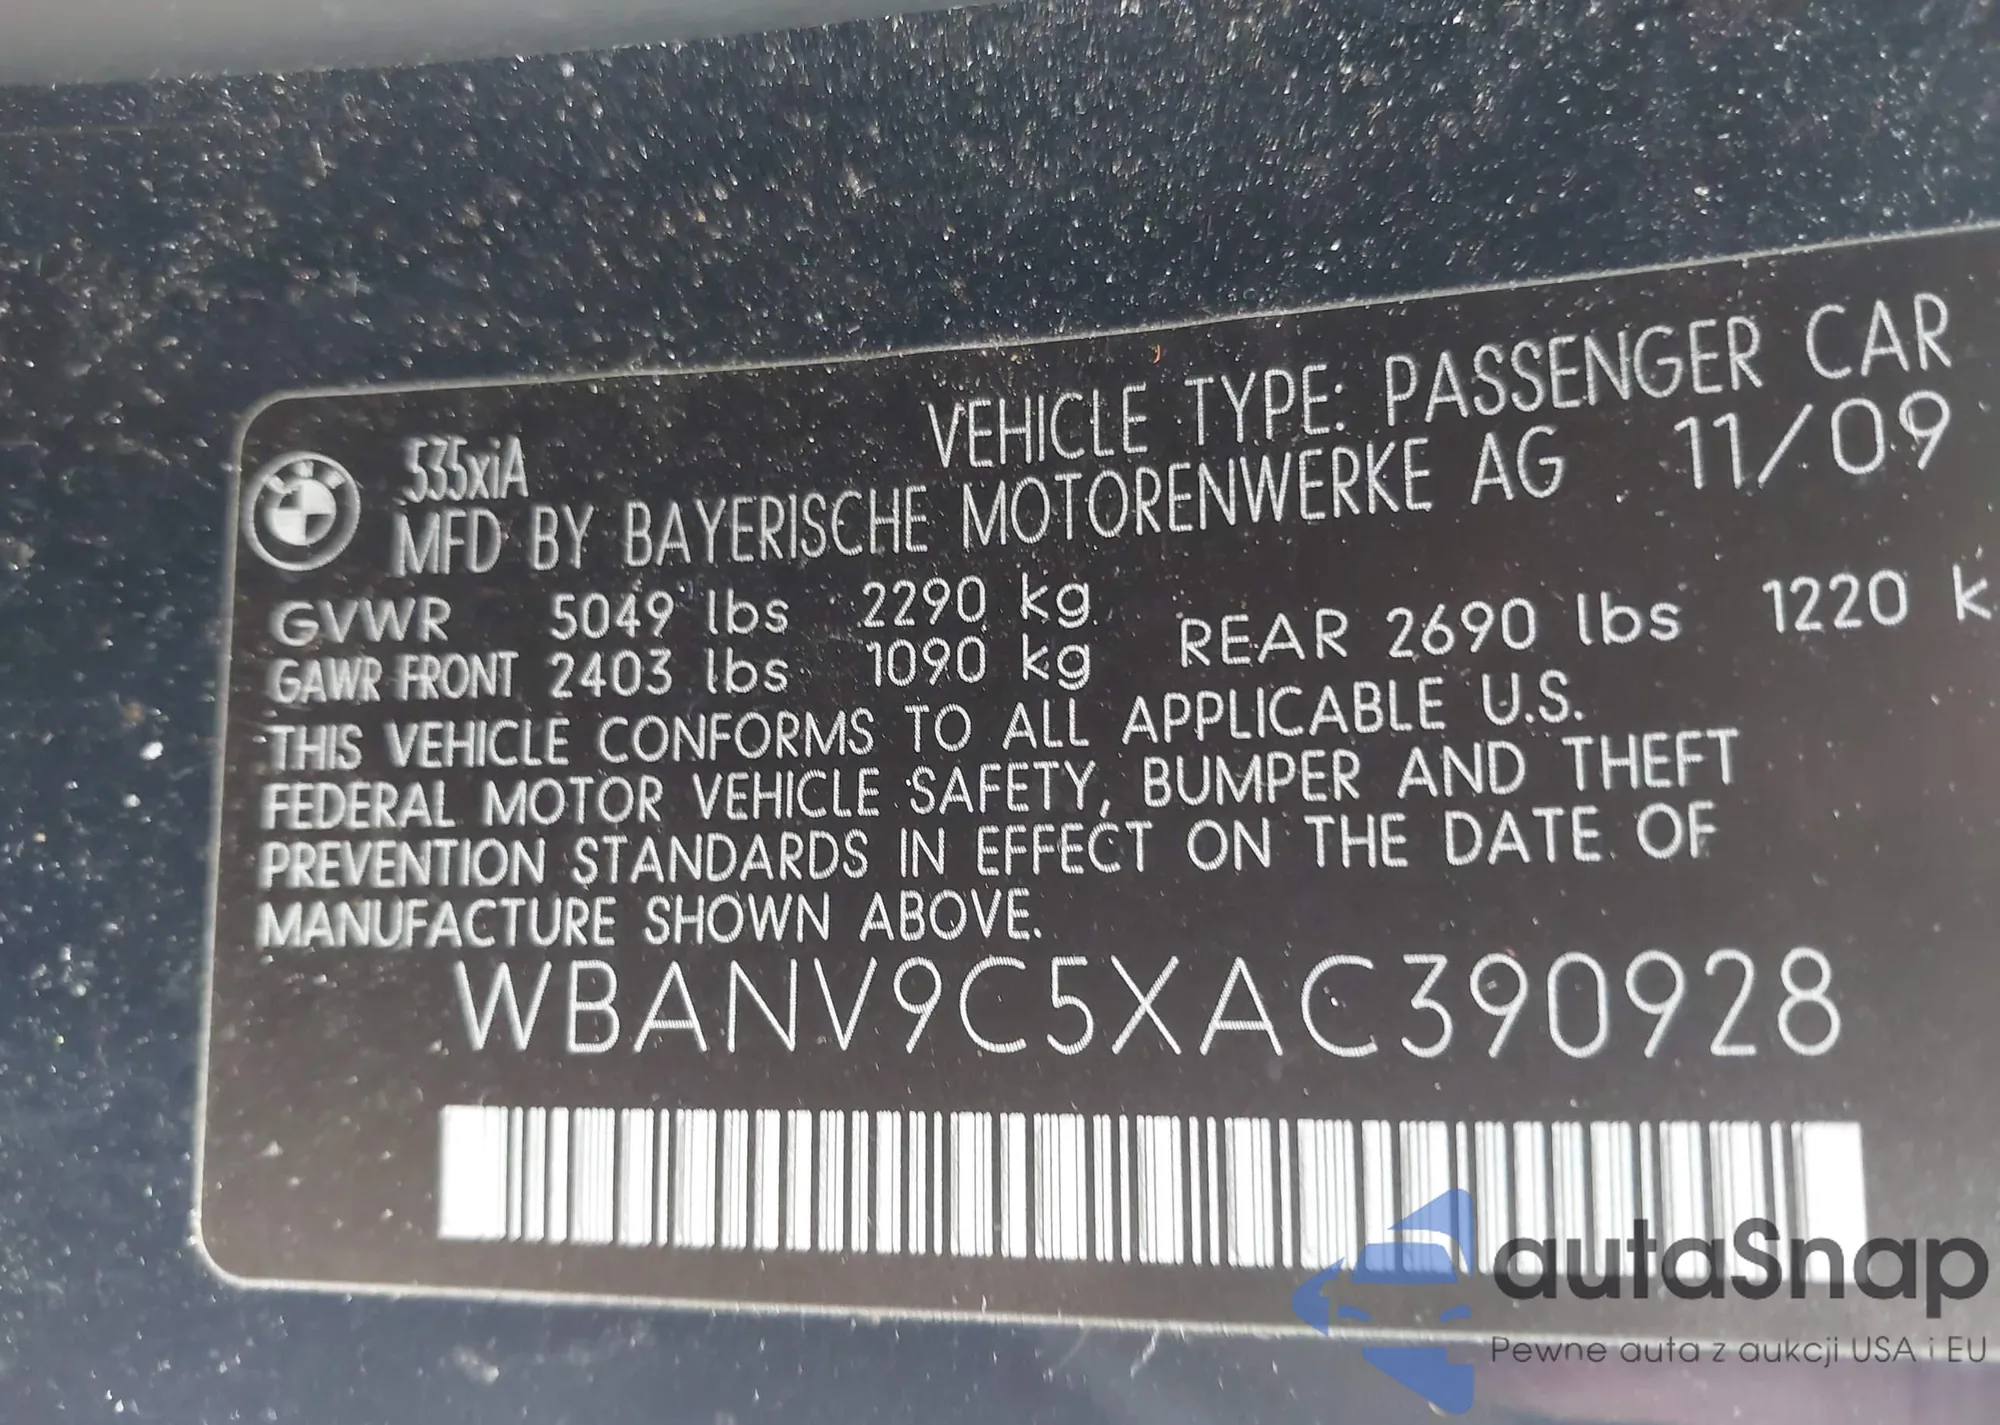 535xiA
VEHICLE TYPE: PASSENGER CAR
MFD BY BAYERISCHE MOTORENWERKE AG 11/09
GVWR 5049 lbs 2290 kg
GAWR FRONT 2403 lbs 1090 kg REAR 2690 lbs 1220 k
THIS VEHICLE CONFORMS TO ALL APPLICABLE U.S.
FEDERAL MOTOR VEHICLE SAFETY, BUMPER AND THEFT
PREVENTION STANDARDS IN EFFECT ON THE DATE OF
MANUFACTURE SHOWN ABOVE.
WBANV9C5XAC390928
autaSnap
Pewne auta z aukcji USA i EU